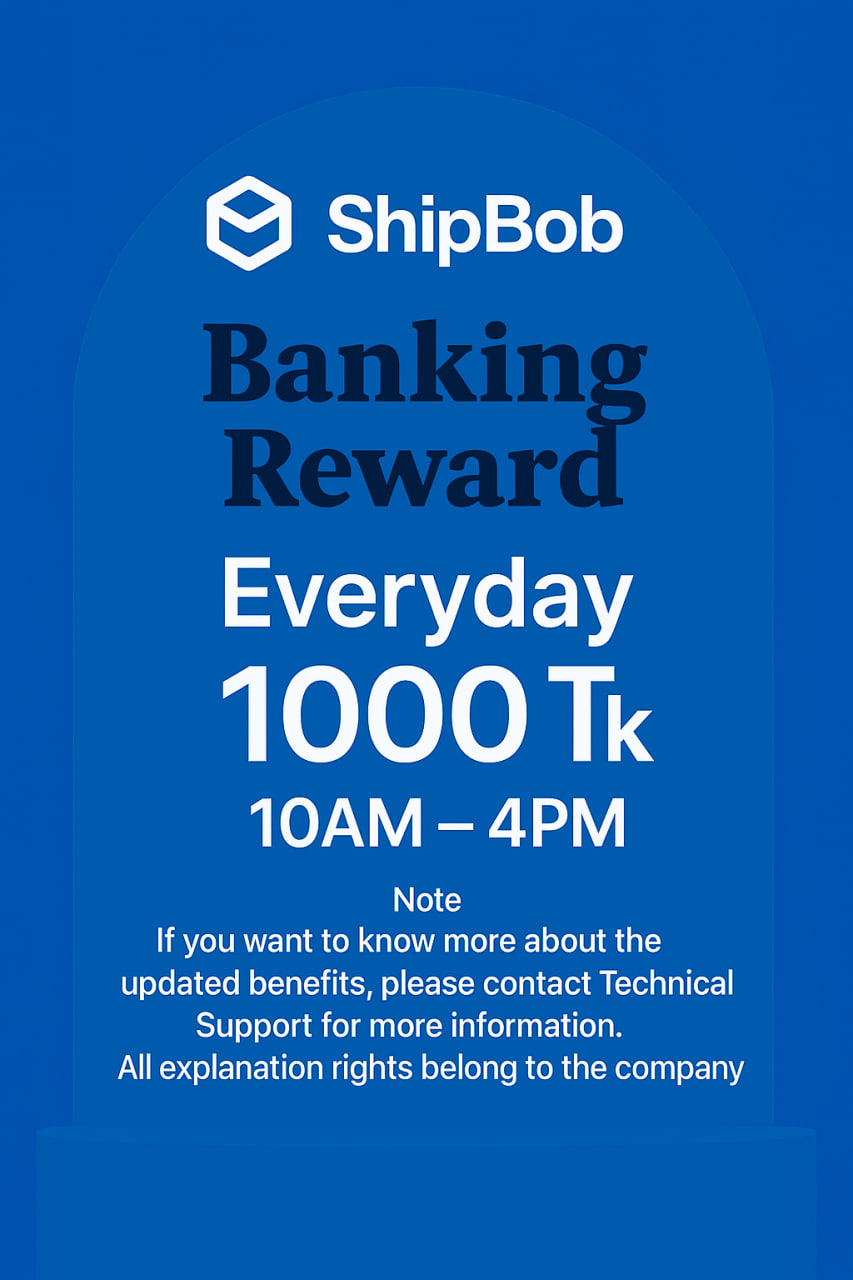 ShipBob
Banking
Reward
Everyday
1000 Tk
10AM – 4PM
Note
If you want to know more about the
updated benefits, please contact Technical
Support for more information.
All explanation rights belong to the company